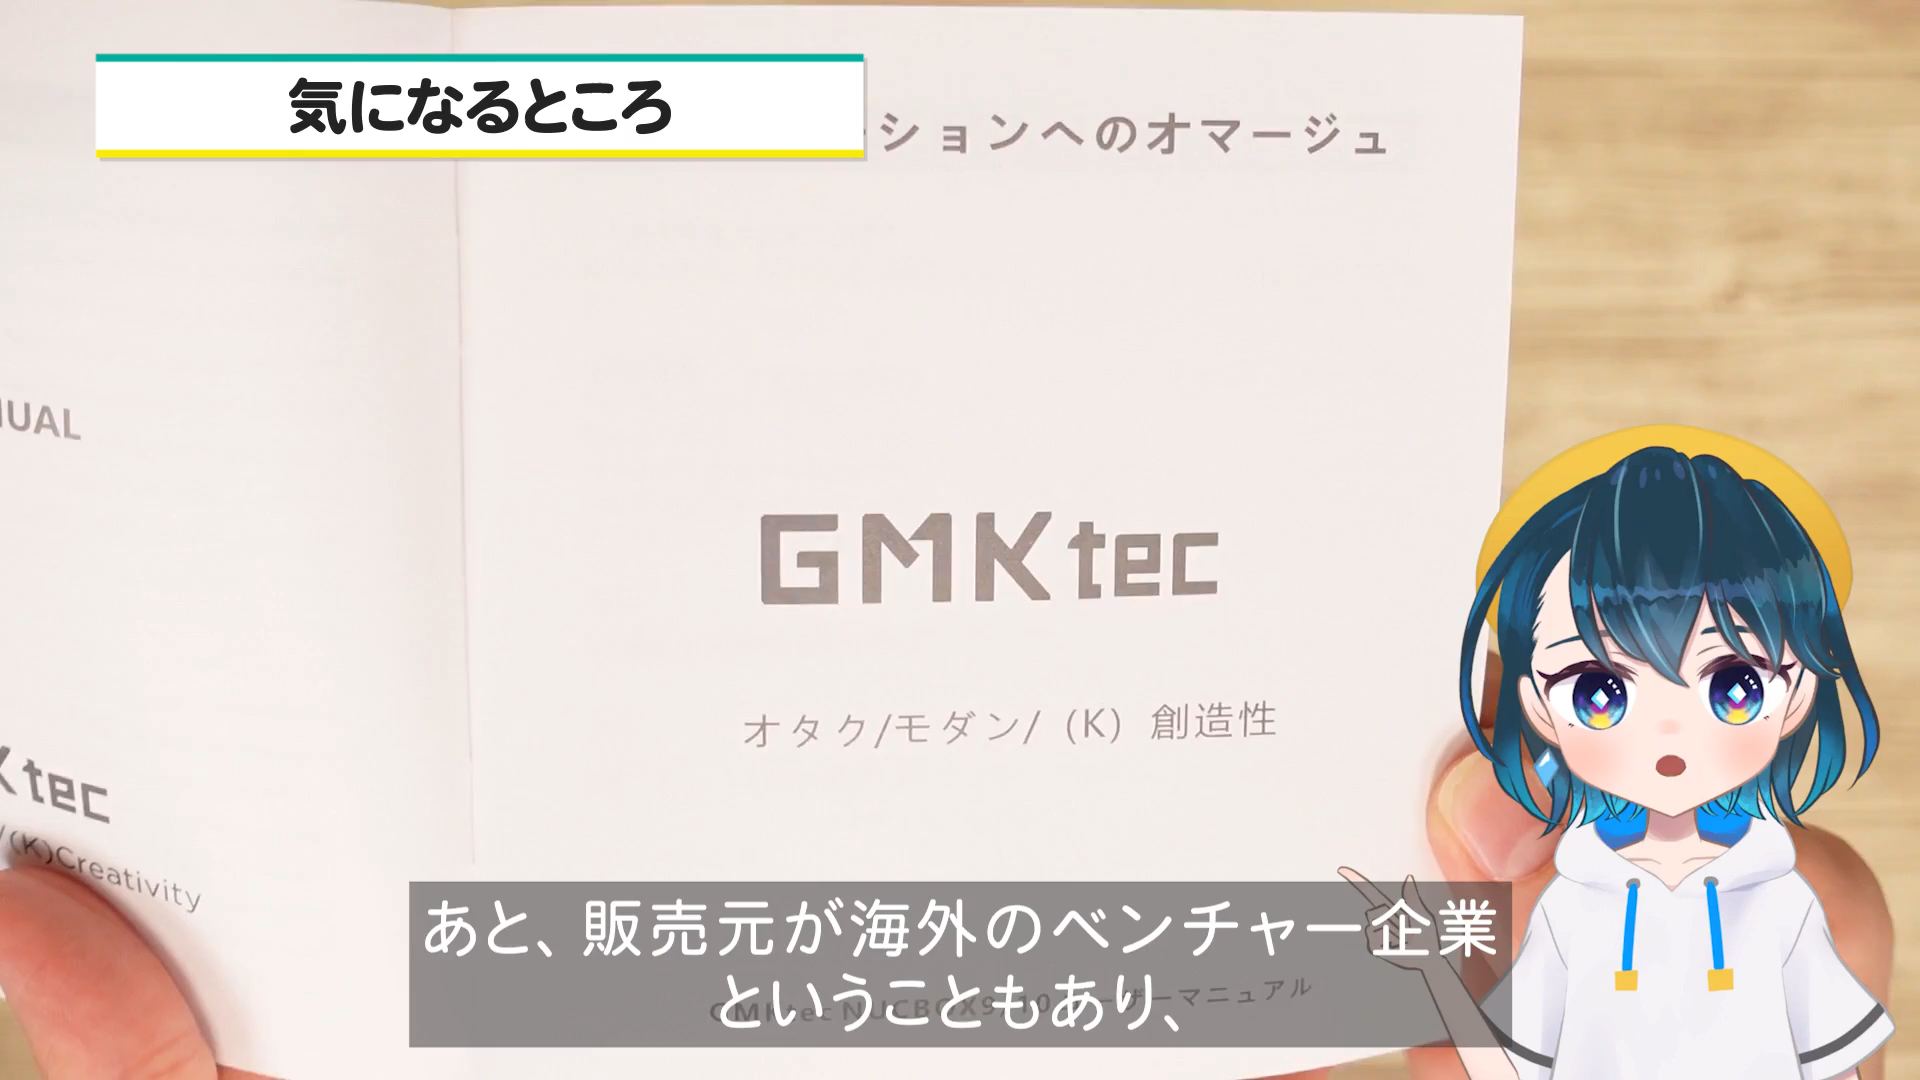 気になるところ
ションへのオマージュ
UAL
GMKtec
オタク/モダン/ (K) 創造性
tec
/(K)Creativity
あと、販売元が海外のベンチャー企業
ということもあり、
マニュアル